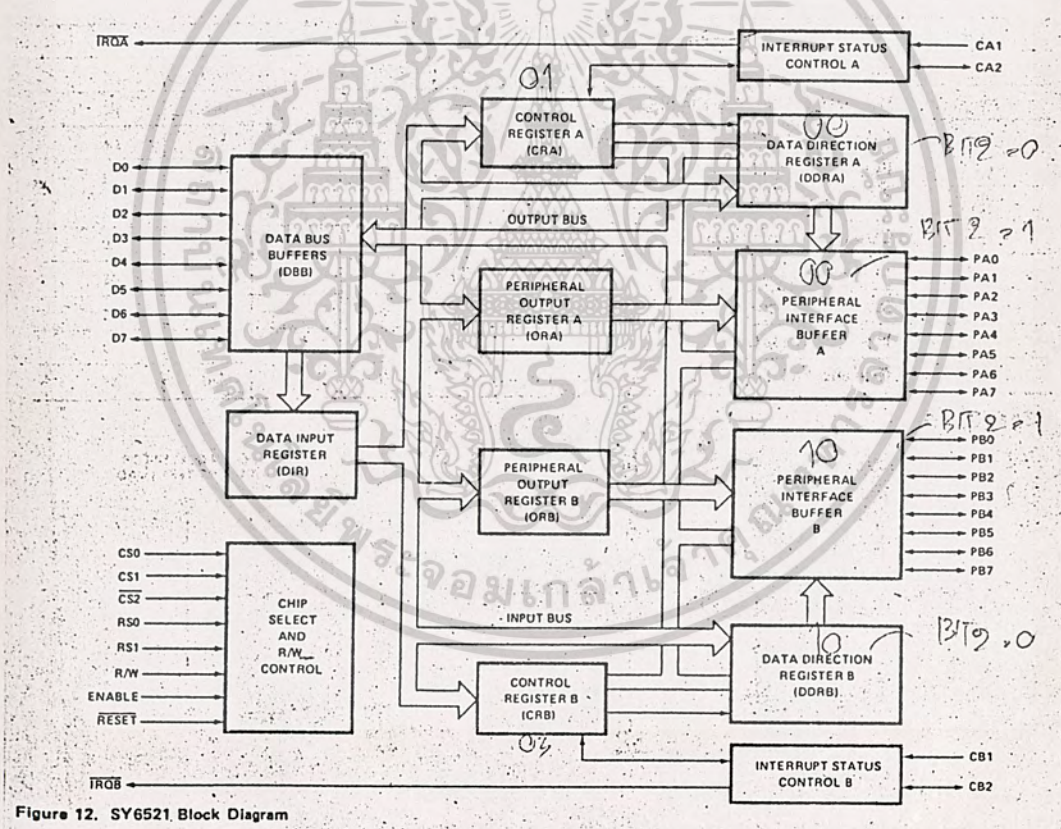 IRQA
INTERRUPT STATUS
CONTROL A
CA1
CA2
01
CONTROL
REGISTER A
(CRA)
00
DATA DIRECTION
REGISTER A
(DDRA)
BIT2=0
D0
D1
D2
D3
D4
D5
D6
D7
DATA BUS
BUFFERS
(DBB)
OUTPUT BUS
BIT 2=1
PERIPHERAL
OUTPUT
REGISTER A
(ORA)
00
PERIPHERAL
INTERFACE
BUFFER
A
PA0
PA1
PA2
PA3
PA4
PA5
PA6
PA7
DATA INPUT
REGISTER
(DIR)
PERIPHERAL
OUTPUT
REGISTER B
(ORB)
BIT 2=1
10
PERIPHERAL
INTERFACE
BUFFER
B
PB0
PB1
PB2
PB3
PB4
PB5
PB6
PB7
CS0
CS1
CS2
RS0
RS1
R/W
ENABLE
RESET
CHIP
SELECT
AND
R/W
CONTROL
INPUT BUS
CONTROL
REGISTER B
(CRB)
03
10
DATA DIRECTION
REGISTER B
(DDRB)
BIT2=0
IRQB
INTERRUPT STATUS
CONTROL B
CB1
CB2
Figure 12. SY6521 Block Diagram